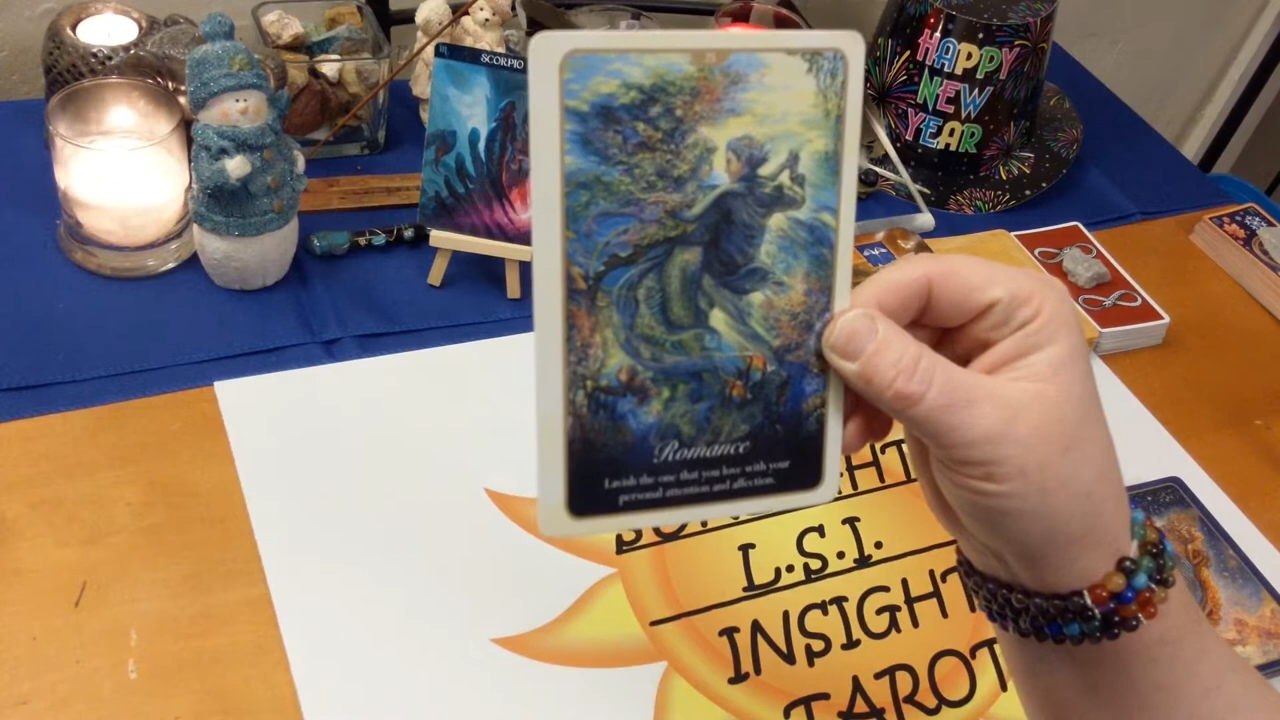 ♏ SCORPIO
HAPPY
NEW
YEAR
Romance
Lavish the one that you love with your
personal attention and affection.
L.S.I.
INSIGHT
TAROT